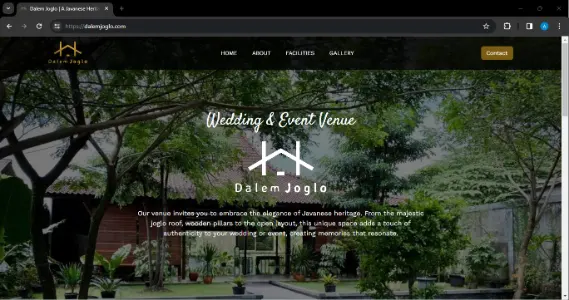 Dalem Joglo | A Javanese Herit
https://dalemjoglo.com
Dalem Joglo
HOME
ABOUT
FACILITIES
GALLERY
Contact
Wedding & Event Venue
Dalem Joglo
Our venue invites you to embrace the elegance of Javanese heritage. From the majestic
joglo roof, wooden pillars to the open layout, this unique space adds a touch of
authenticity to your wedding or event, creating memories that resonate.